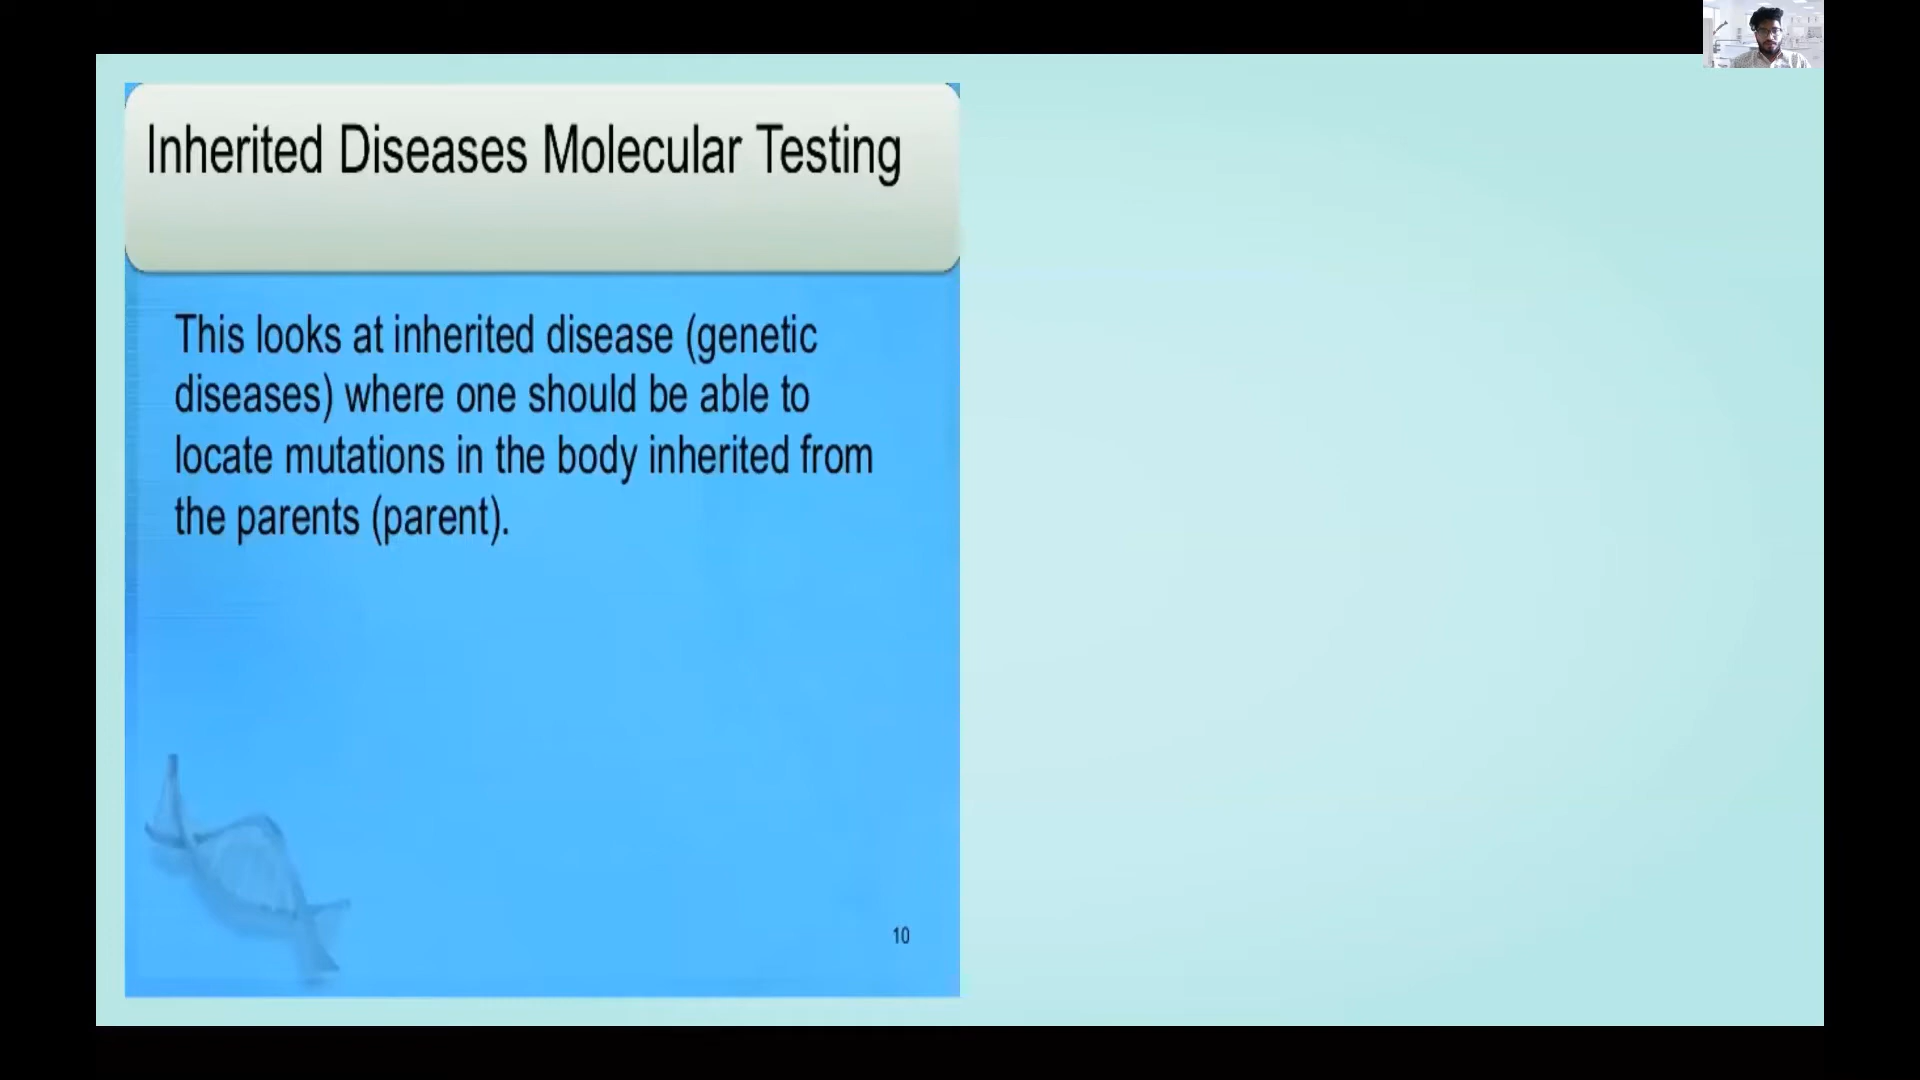 Inherited Diseases Molecular Testing
This looks at inherited disease (genetic
diseases) where one should be able to
locate mutations in the body inherited from
the parents (parent).
10